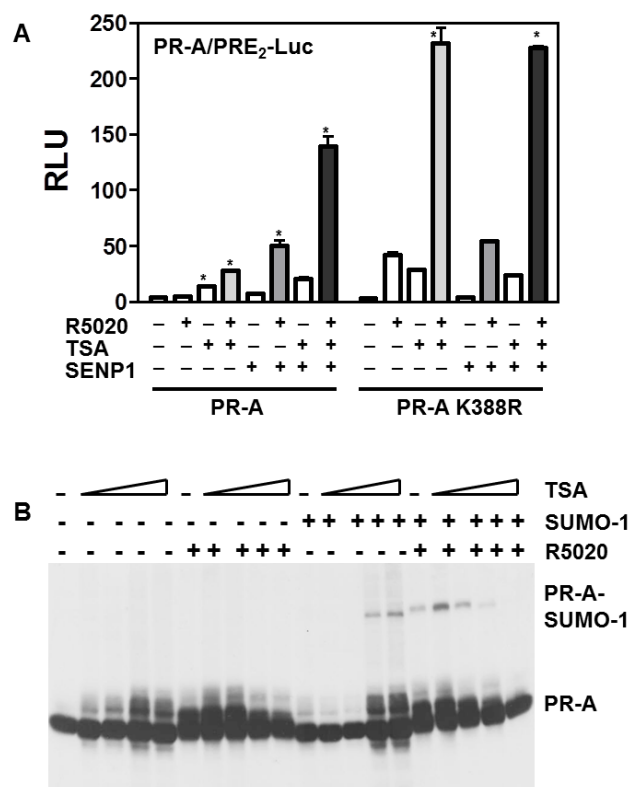 A
PR-A/PRE2-Luc
RLU
250
200
150
100
50
0
* * * * * *
R5020 – + – + – + – + – + – + – + – +
TSA – – + + – – + + – – + + – – + +
SENP1 – – – – + + + + – – – – + + + +
PR-A PR-A K388R
B
- - - - TSA
- - - - - - - - - - + + + + + + + + + + SUMO-1
- - - - - + + + + + - - - - - + + + + + R5020
PR-A-
SUMO-1
PR-A